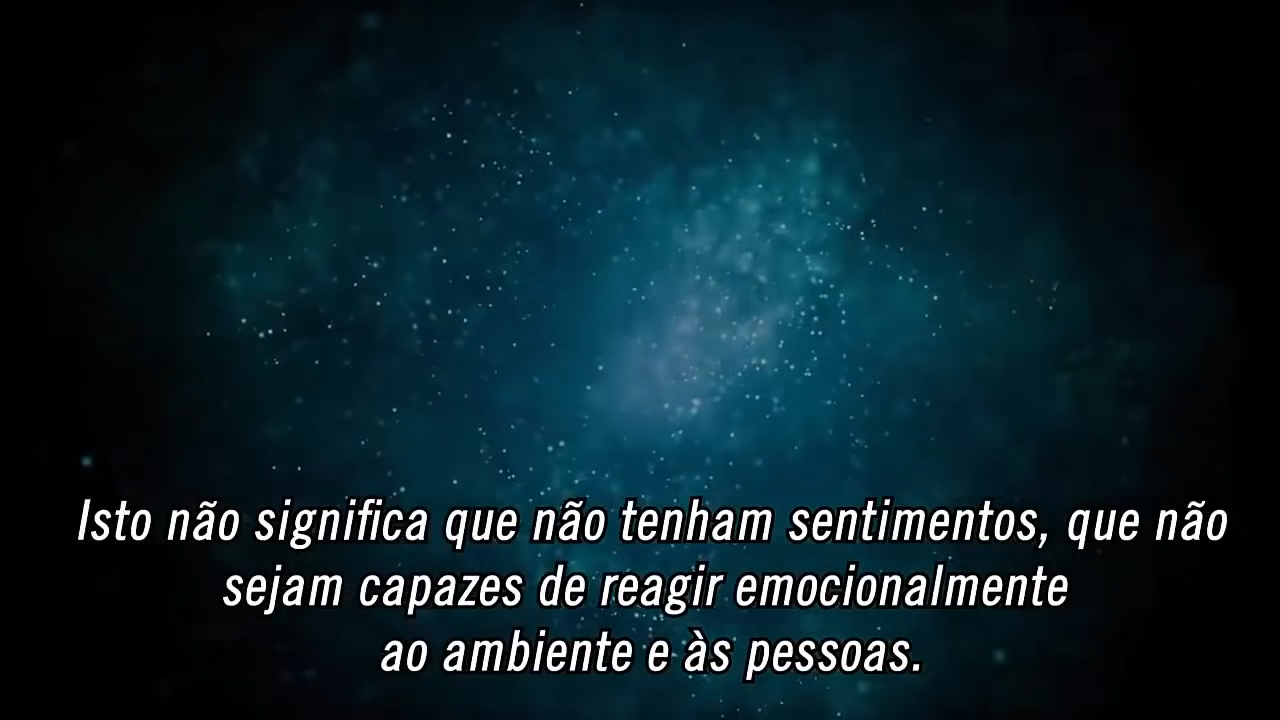 Isto não significa que não tenham sentimentos, que não
sejam capazes de reagir emocionalmente
ao ambiente e às pessoas.